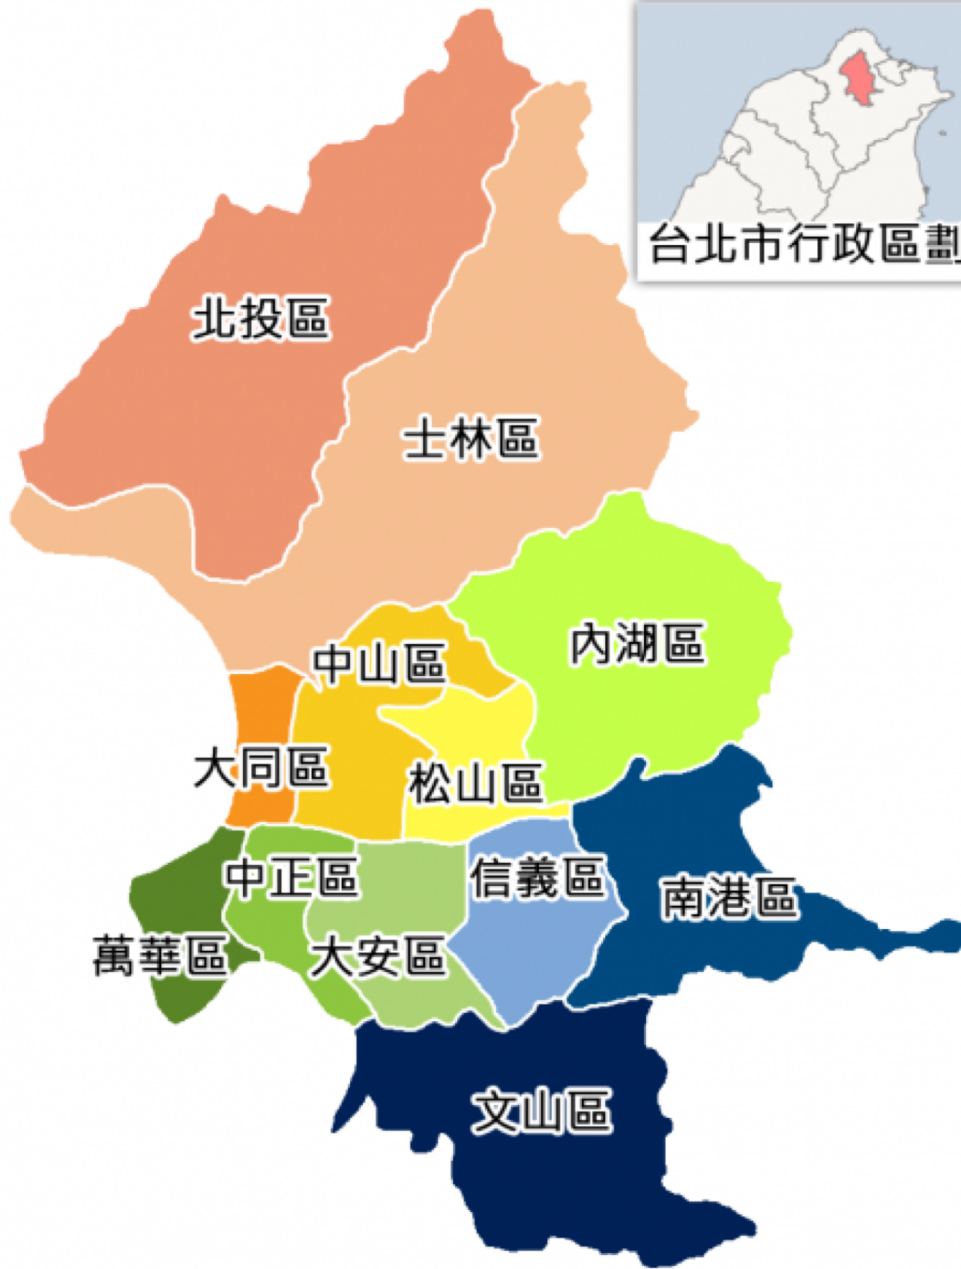 台北市行政區劃
北投區
士林區
中山區
內湖區
大同區
松山區
中正區
信義區
南港區
萬華區
大安區
文山區